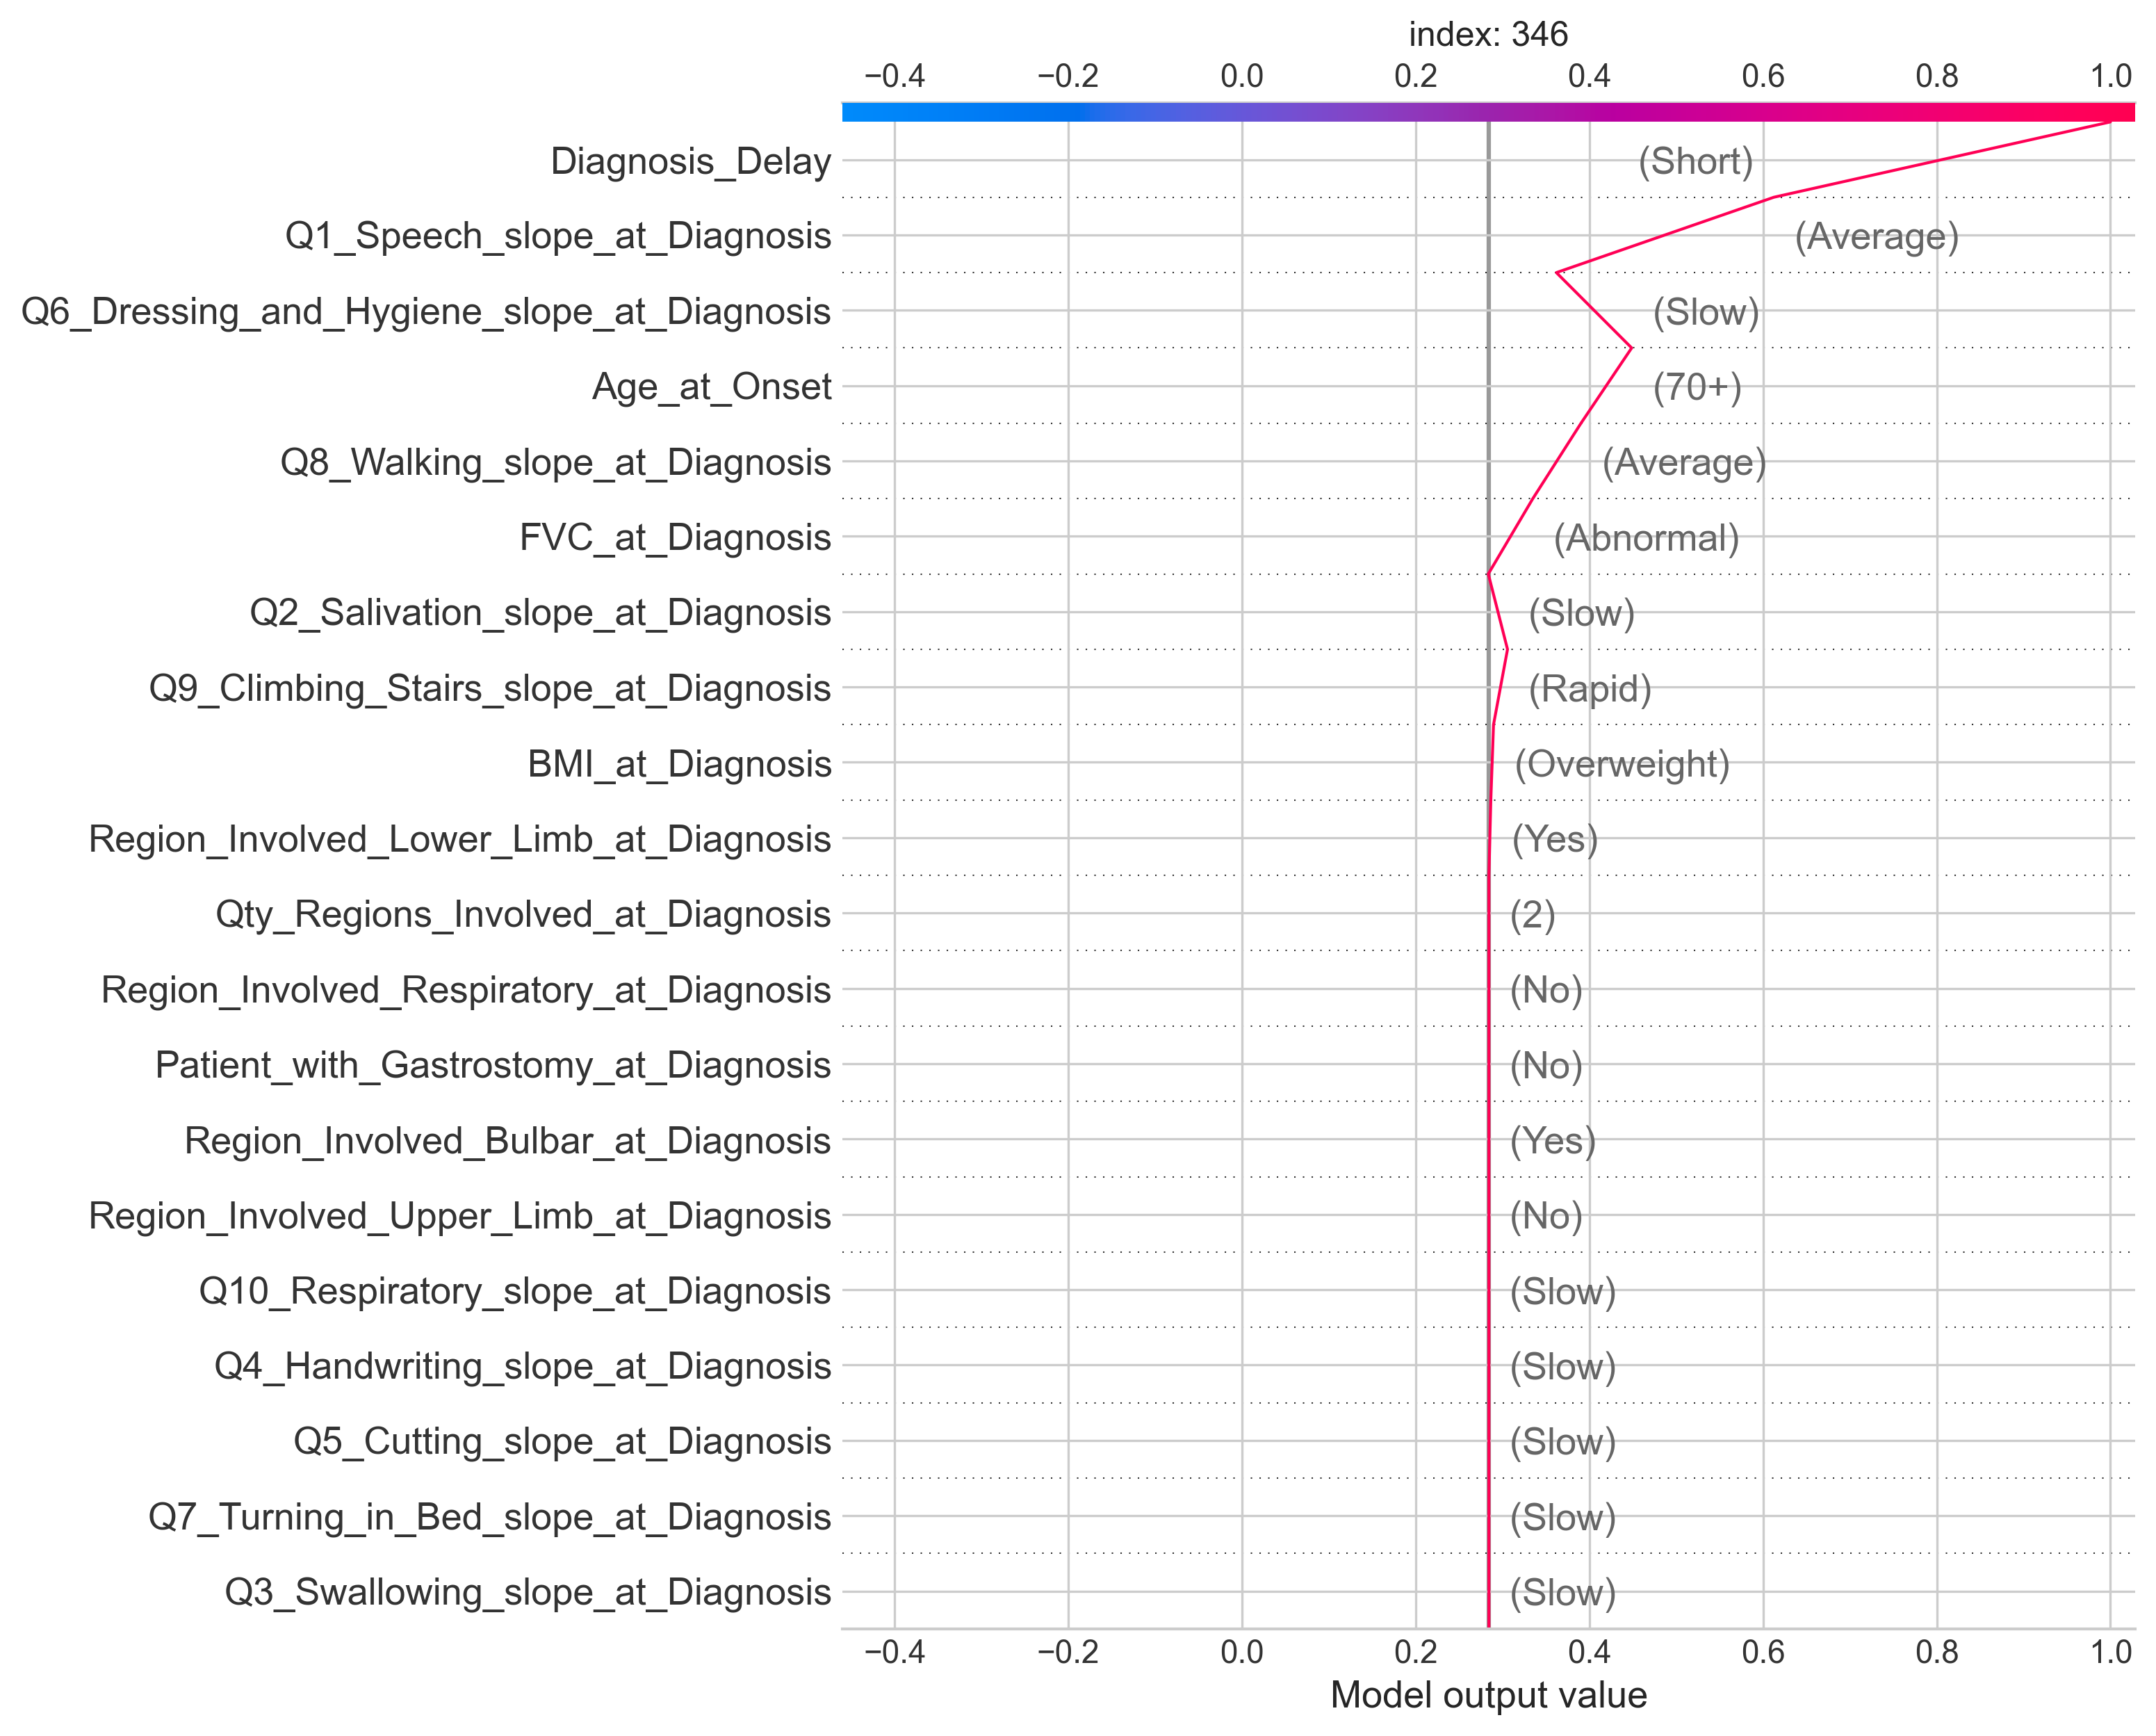 index: 346
−0.4 −0.2 0.0 0.2 0.4 0.6 0.8 1.0
Diagnosis_Delay (Short)
Q1_Speech_slope_at_Diagnosis (Average)
Q6_Dressing_and_Hygiene_slope_at_Diagnosis (Slow)
Age_at_Onset (70+)
Q8_Walking_slope_at_Diagnosis (Average)
FVC_at_Diagnosis (Abnormal)
Q2_Salivation_slope_at_Diagnosis (Slow)
Q9_Climbing_Stairs_slope_at_Diagnosis (Rapid)
BMI_at_Diagnosis (Overweight)
Region_Involved_Lower_Limb_at_Diagnosis (Yes)
Qty_Regions_Involved_at_Diagnosis (2)
Region_Involved_Respiratory_at_Diagnosis (No)
Patient_with_Gastrostomy_at_Diagnosis (No)
Region_Involved_Bulbar_at_Diagnosis (Yes)
Region_Involved_Upper_Limb_at_Diagnosis (No)
Q10_Respiratory_slope_at_Diagnosis (Slow)
Q4_Handwriting_slope_at_Diagnosis (Slow)
Q5_Cutting_slope_at_Diagnosis (Slow)
Q7_Turning_in_Bed_slope_at_Diagnosis (Slow)
Q3_Swallowing_slope_at_Diagnosis (Slow)
−0.4 −0.2 0.0 0.2 0.4 0.6 0.8 1.0
Model output value